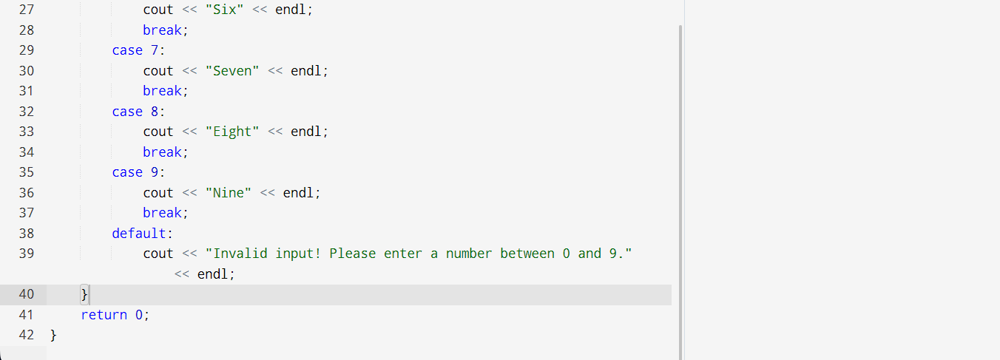 27 cout << "Six" << endl;
28 break;
29 case 7:
30 cout << "Seven" << endl;
31 break;
32 case 8:
33 cout << "Eight" << endl;
34 break;
35 case 9:
36 cout << "Nine" << endl;
37 break;
38 default:
39 cout << "Invalid input! Please enter a number between 0 and 9."
<< endl;
40 }
41 return 0;
42 }